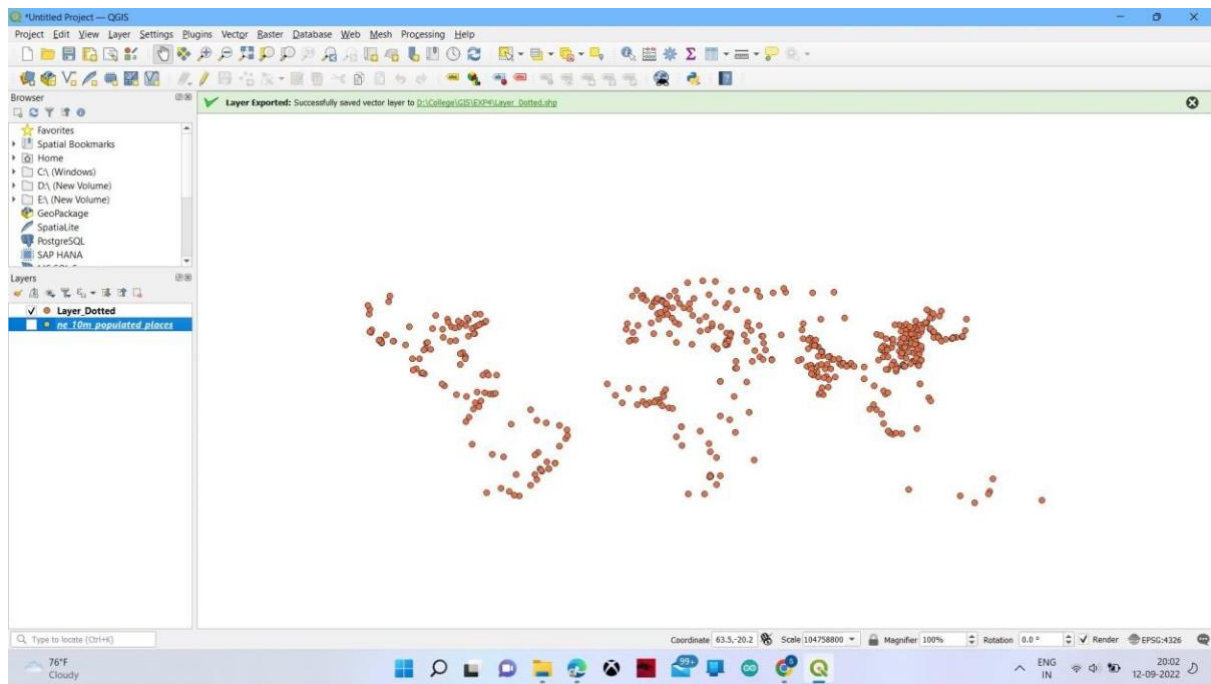 *Untitled Project — QGIS
Project Edit View Layer Settings Plugins Vector Raster Database Web Mesh Processing Help
Browser
Layer Exported: Successfully saved vector layer to D:\College\GIS\EXP4\Layer_Dotted.shp
Favorites
Spatial Bookmarks
Home
C:\ (Windows)
D:\ (New Volume)
E:\ (New Volume)
GeoPackage
SpatiaLite
PostgreSQL
SAP HANA
Layers
Layer_Dotted
ne_10m_populated_places
Type to locate (Ctrl+K)
Coordinate 63.5,-20.2 Scale 104758800 Magnifier 100% Rotation 0.0 ° Render EPSG:4326
76°F
Cloudy
99+
ENG
IN
20:02
12-09-2022